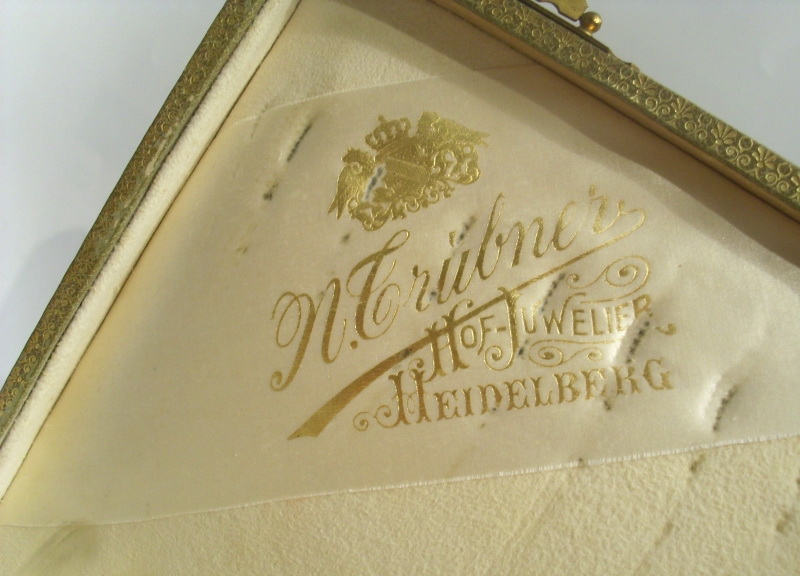 N. Trübner
HOF-JUWELIER
HEIDELBERG